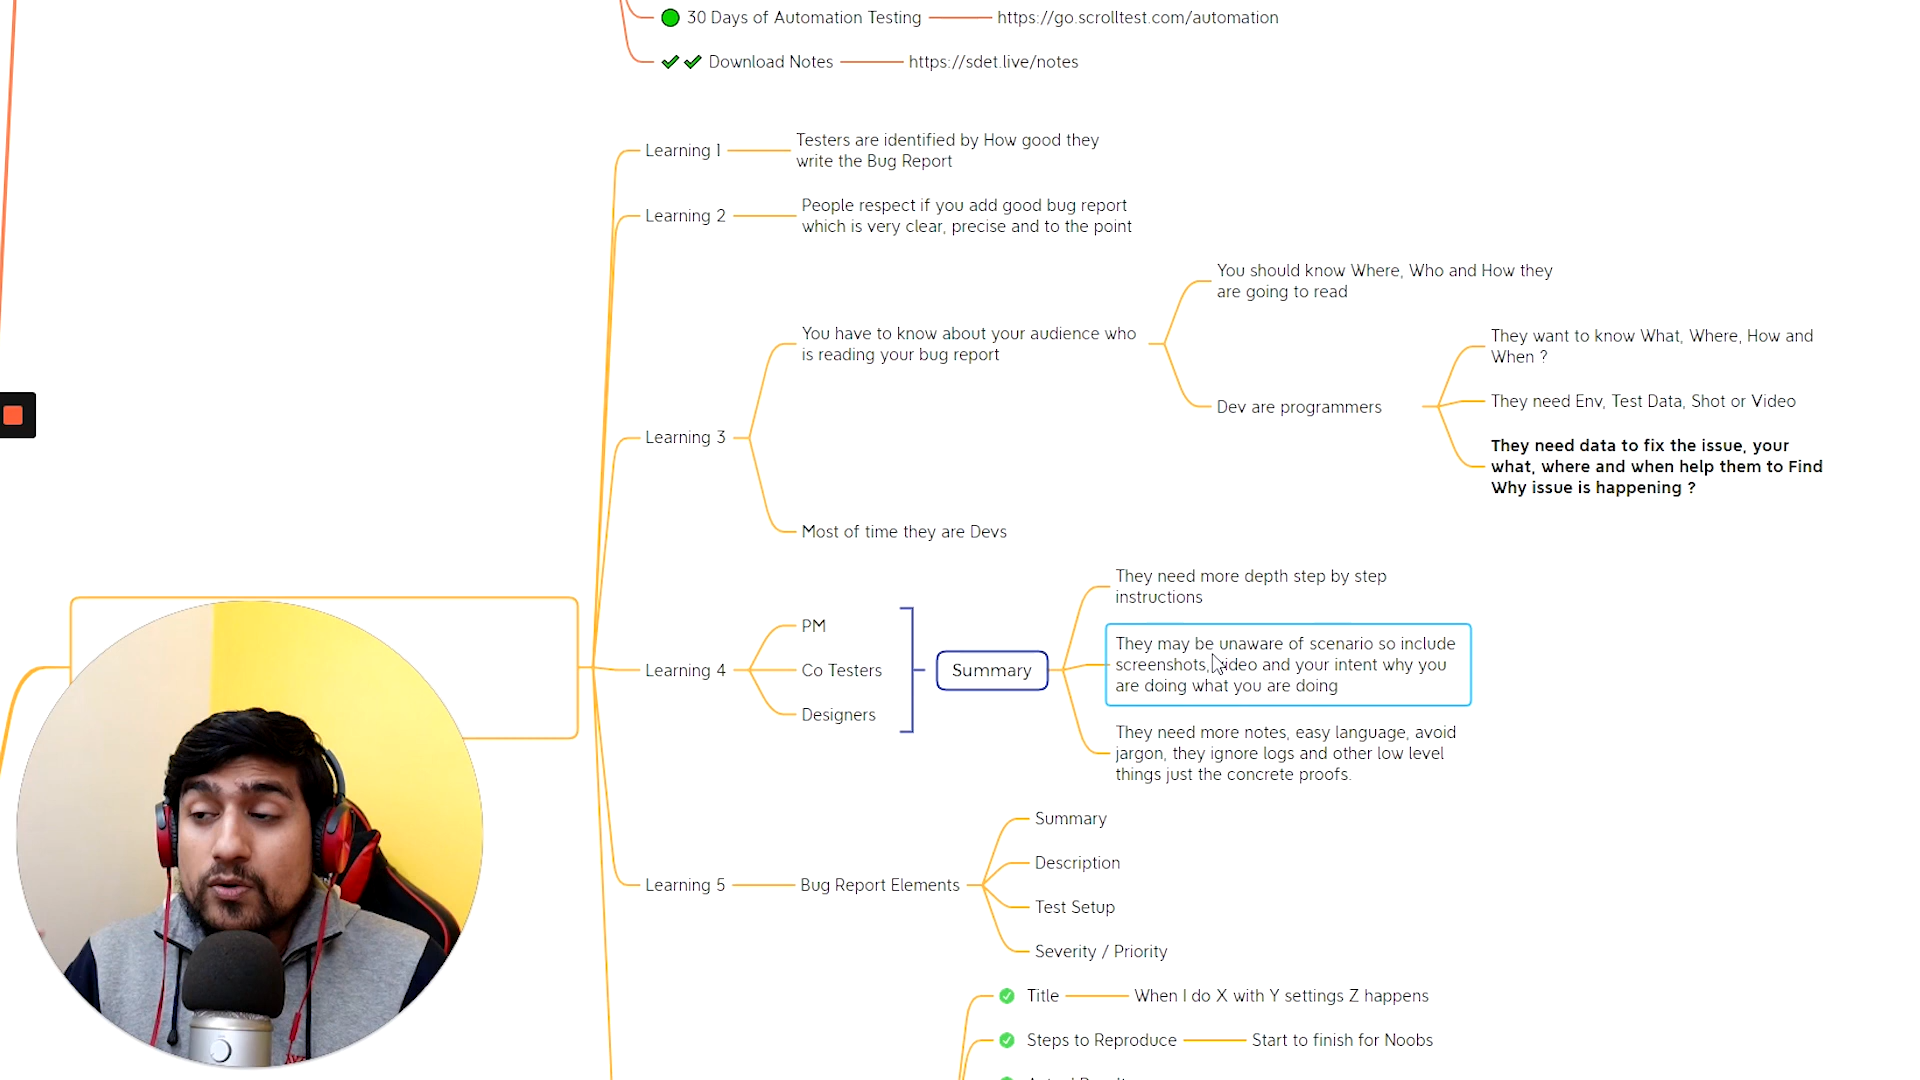 30 Days of Automation Testing
https://go.scrolltest.com/automation
Download Notes
https://sdet.live/notes
Learning 1
Testers are identified by How good they
write the Bug Report
Learning 2
People respect if you add good bug report
which is very clear, precise and to the point
Learning 3
You have to know about your audience who
is reading your bug report
You should know Where, Who and How they
are going to read
Dev are programmers
They want to know What, Where, How and
When ?
They need Env, Test Data, Shot or Video
They need data to fix the issue, your
what, where and when help them to Find
Why issue is happening ?
Most of time they are Devs
Learning 4
PM
Co Testers
Designers
Summary
They need more depth step by step
instructions
They may be unaware of scenario so include
screenshots, video and your intent why you
are doing what you are doing
They need more notes, easy language, avoid
jargon, they ignore logs and other low level
things just the concrete proofs.
Learning 5
Bug Report Elements
Summary
Description
Test Setup
Severity / Priority
Title
When I do X with Y settings Z happens
Steps to Reproduce
Start to finish for Noobs